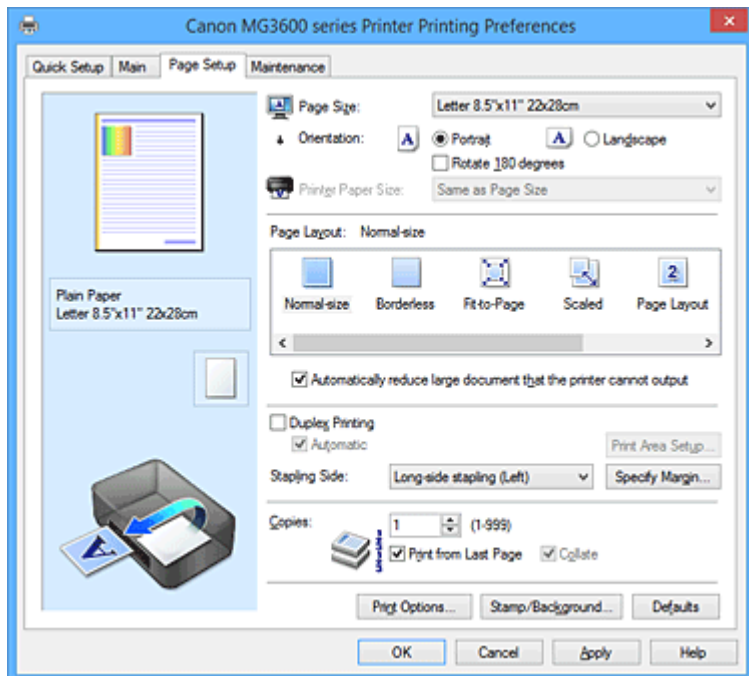 Canon MG3600 series Printer Printing Preferences
Quick Setup Main Page Setup Maintenance
Page Size: Letter 8.5"x11" 22x28cm
Orientation: A Portrait A Landscape
Rotate 180 degrees
Printer Paper Size: Same as Page Size
Page Layout: Normal-size
2
Normal-size Borderless Fit-to-Page Scaled Page Layout
Plain Paper
Letter 8.5"x11" 22x28cm
Automatically reduce large document that the printer cannot output
Duplex Printing
Automatic
Print Area Setup...
Stapling Side: Long-side stapling (Left) Specify Margin...
Copies: 1 (1-999)
Print from Last Page Collate
A
Print Options... Stamp/Background... Defaults
OK Cancel Apply Help